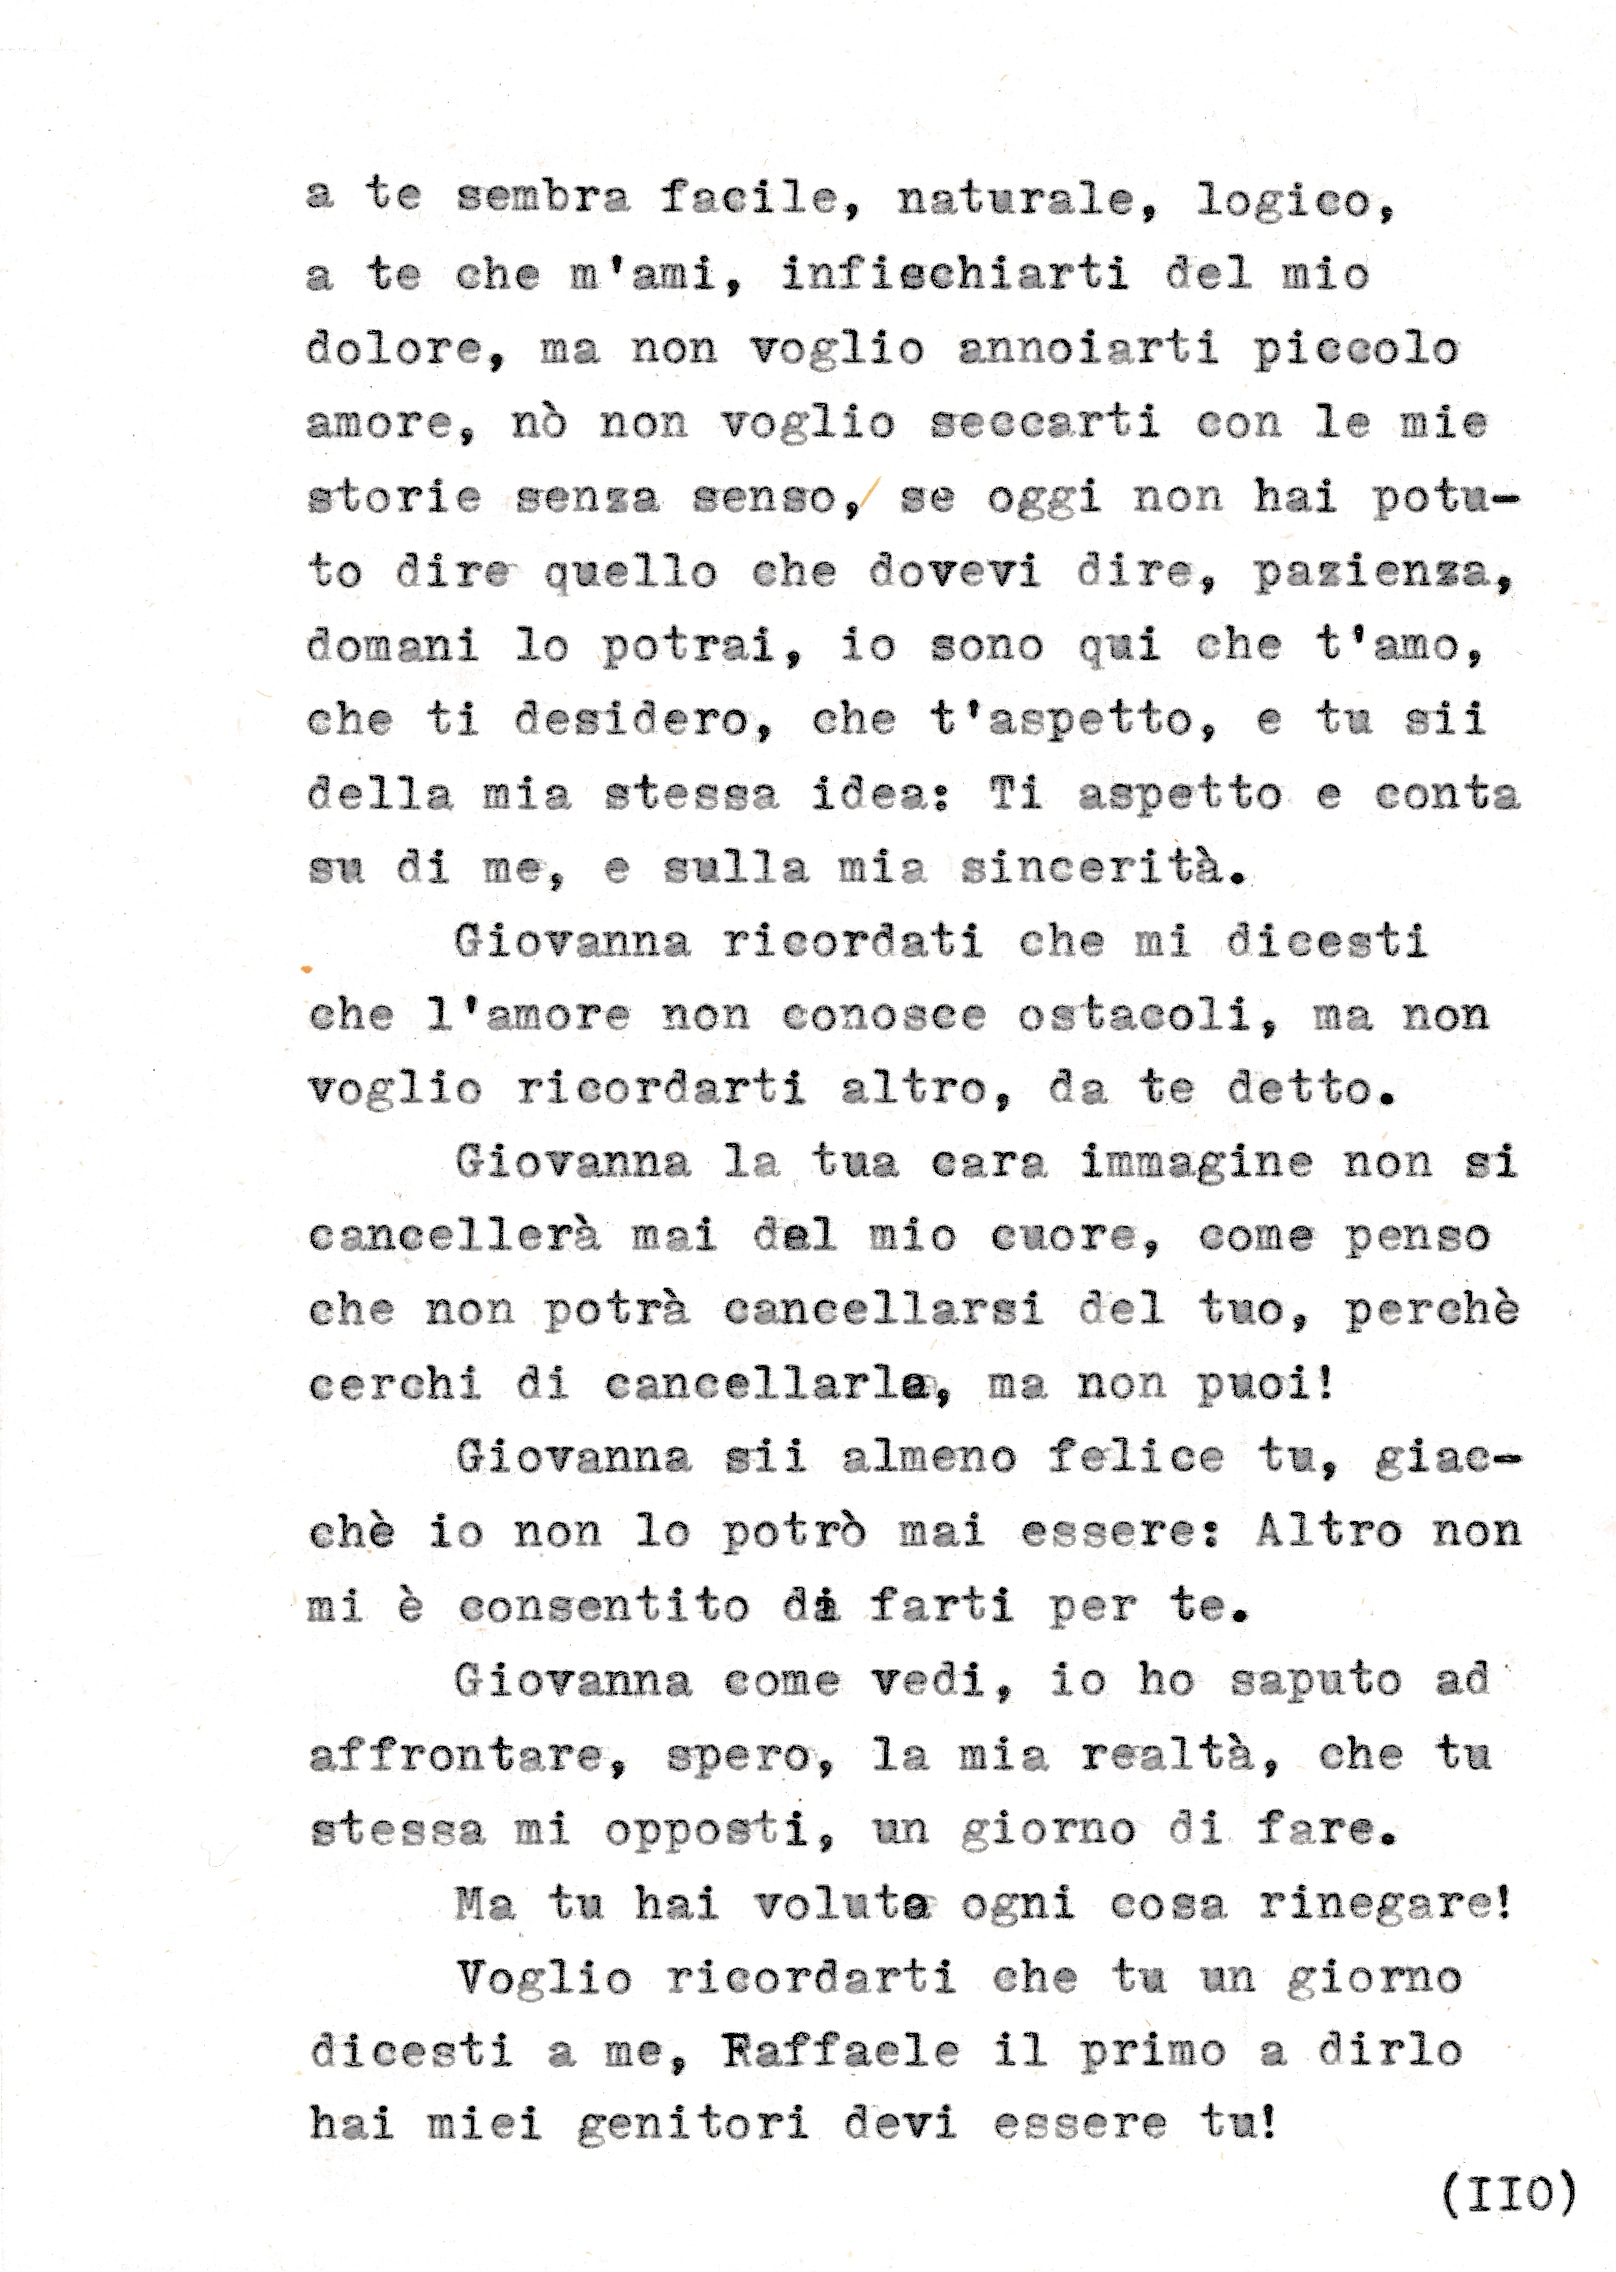 a te sembra facile, naturale, logico,
a te che m'ami, infischiarti del mio
dolore, ma non voglio annoiarti piccolo
amore, nò non voglio seccarti con le mie
storie senza senso, se oggi non hai potu-
to dire quello che dovevi dire, pazienza,
domani lo potrai, io sono qui che t'amo,
che ti desidero, che t'aspetto, e tu sii
della mia stessa idea: Ti aspetto e conta
su di me, e sulla mia sincerità.
Giovanna ricordati che mi dicesti
che l'amore non conosce ostacoli, ma non
voglio ricordarti altro, da te detto.
Giovanna la tua cara immagine non si
cancellerà mai dal mio cuore, come penso
che non potrà cancellarsi del tuo, perchè
cerchi di cancellarla, ma non puoi!
Giovanna sii almeno felice tu, giac-
chè io non lo potrò mai essere: Altro non
mi è consentito di farti per te.
Giovanna come vedi, io ho saputo ad
affrontare, spero, la mia realtà, che tu
stessa mi opposti, un giorno di fare.
Ma tu hai voluto ogni cosa rinegare!
Voglio ricordarti che tu un giorno
dicesti a me, Raffaele il primo a dirlo
hai miei genitori devi essere tu!
(IIO)